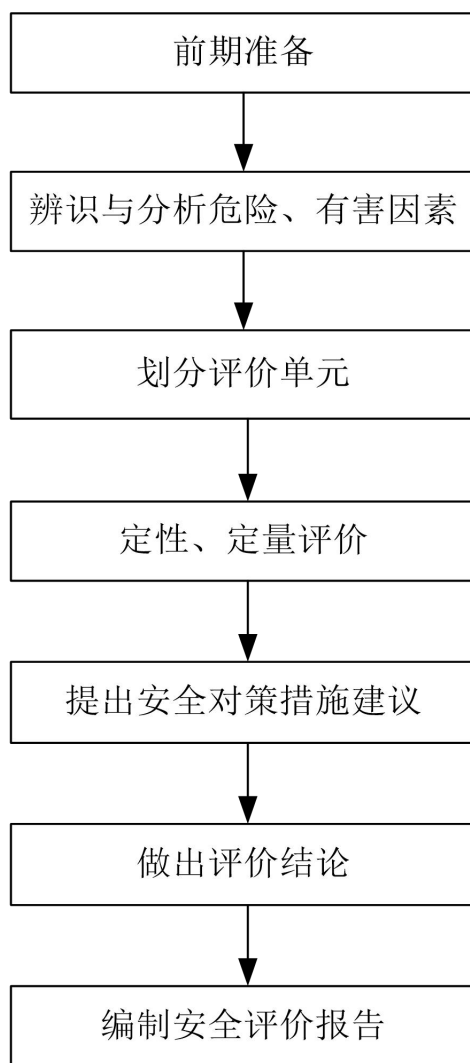 前期准备
辨识与分析危险、有害因素
划分评价单元
定性、定量评价
提出安全对策措施建议
做出评价结论
编制安全评价报告